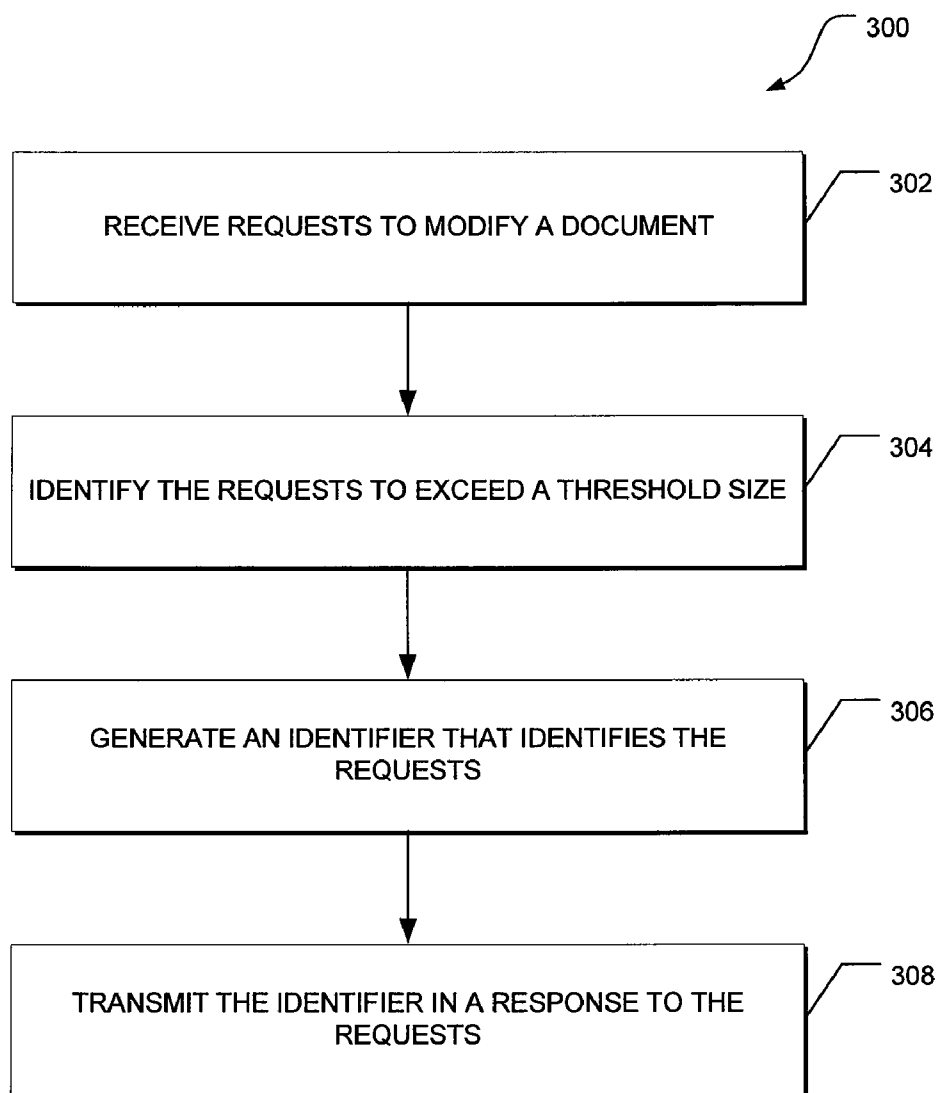 300
RECEIVE REQUESTS TO MODIFY A DOCUMENT
302
IDENTIFY THE REQUESTS TO EXCEED A THRESHOLD SIZE
304
GENERATE AN IDENTIFIER THAT IDENTIFIES THE
REQUESTS
306
TRANSMIT THE IDENTIFIER IN A RESPONSE TO THE
REQUESTS
308